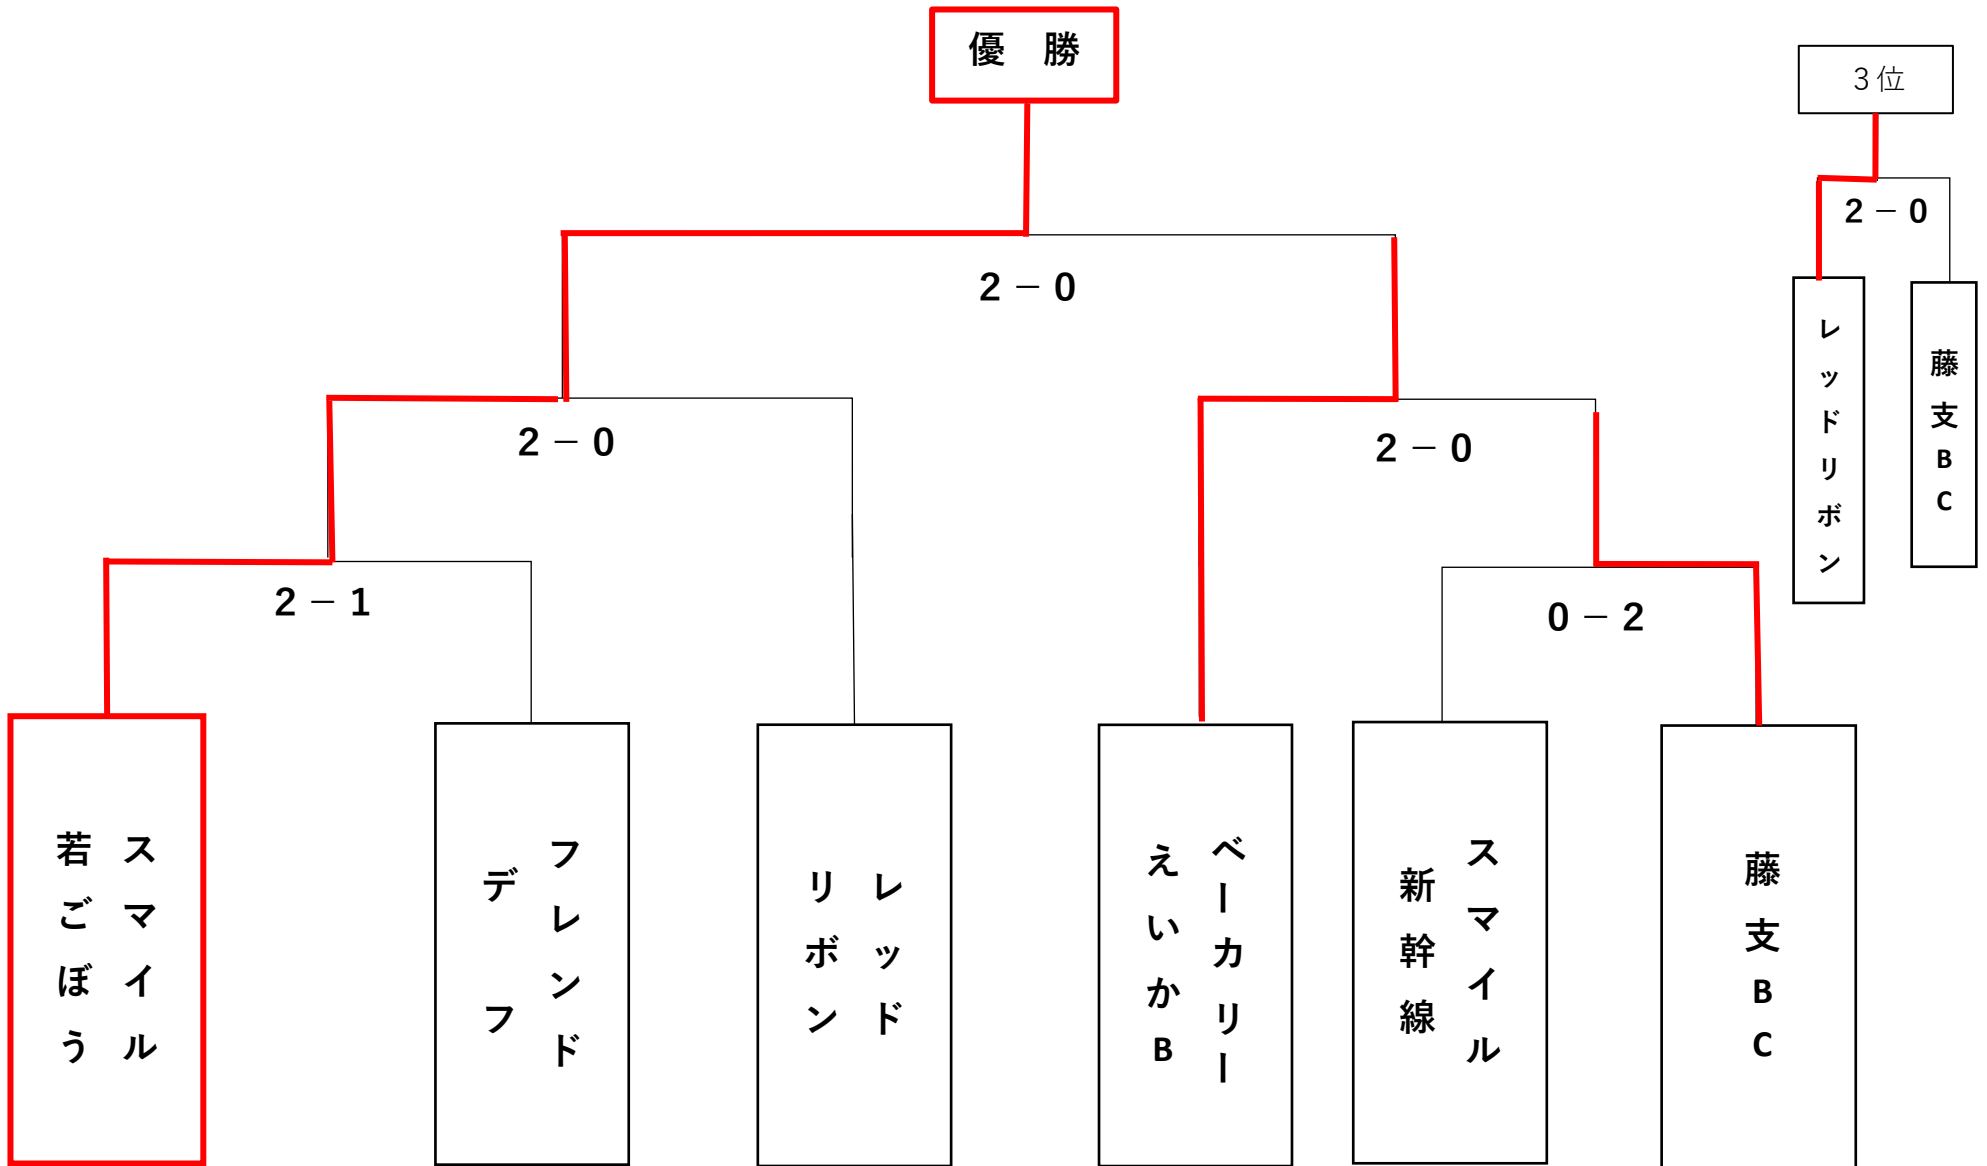 優　勝
３位
2－0
2－0
2－0
2－0
2－1
0－2
レッドリボン
藤支BC
スマイル
若ごぼう
フレンド
デフ
レッド
リボン
ベーカリー
えいかB
スマイル
新幹線
藤支BC